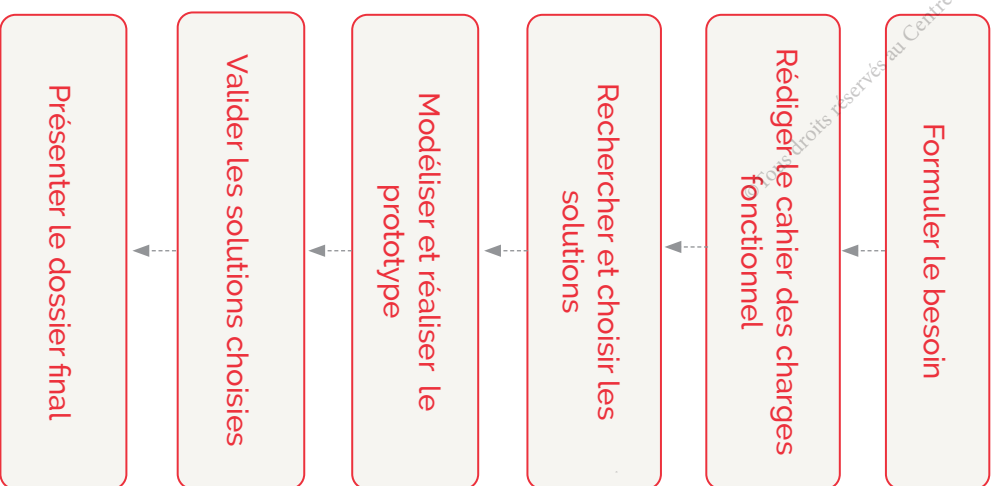 Formuler le besoin
Rédiger le cahier des charges
fonctionnel
Rechercher et choisir les
solutions
Modéliser et réaliser le
prototype
Valider les solutions choisies
Présenter le dossier final
©Tous droits réservés au Centre